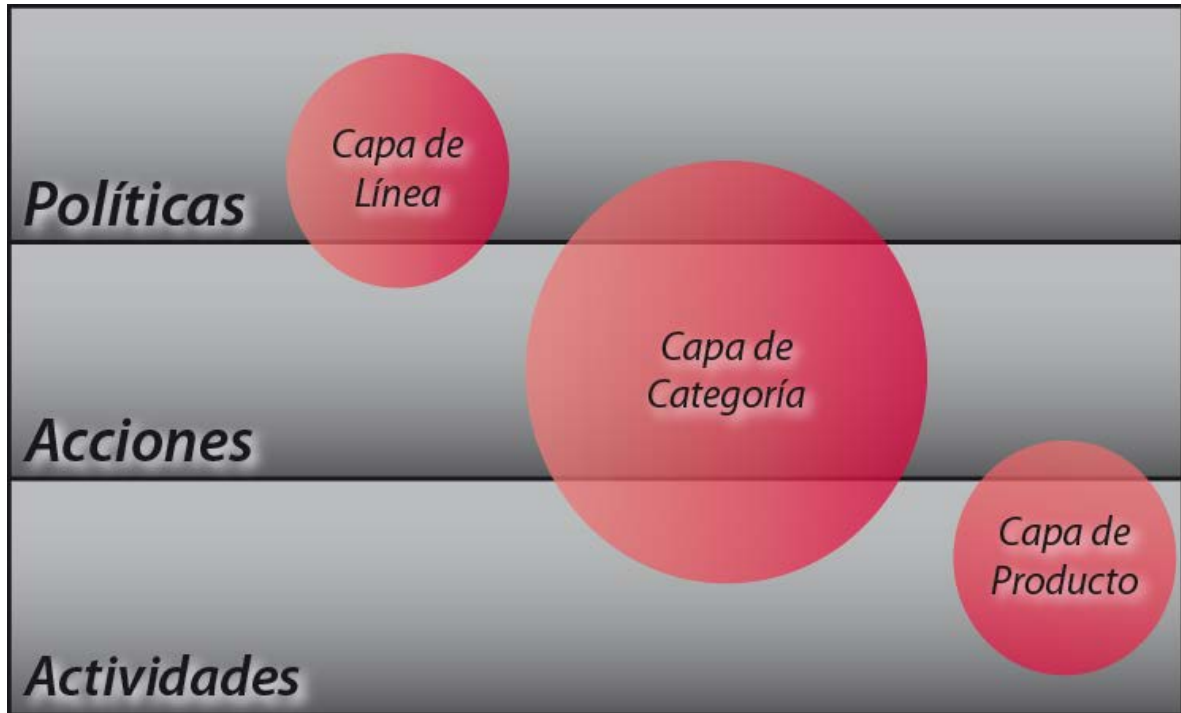 Capa de
Línea
Políticas
Capa de
Categoría
Acciones
Capa de
Producto
Actividades